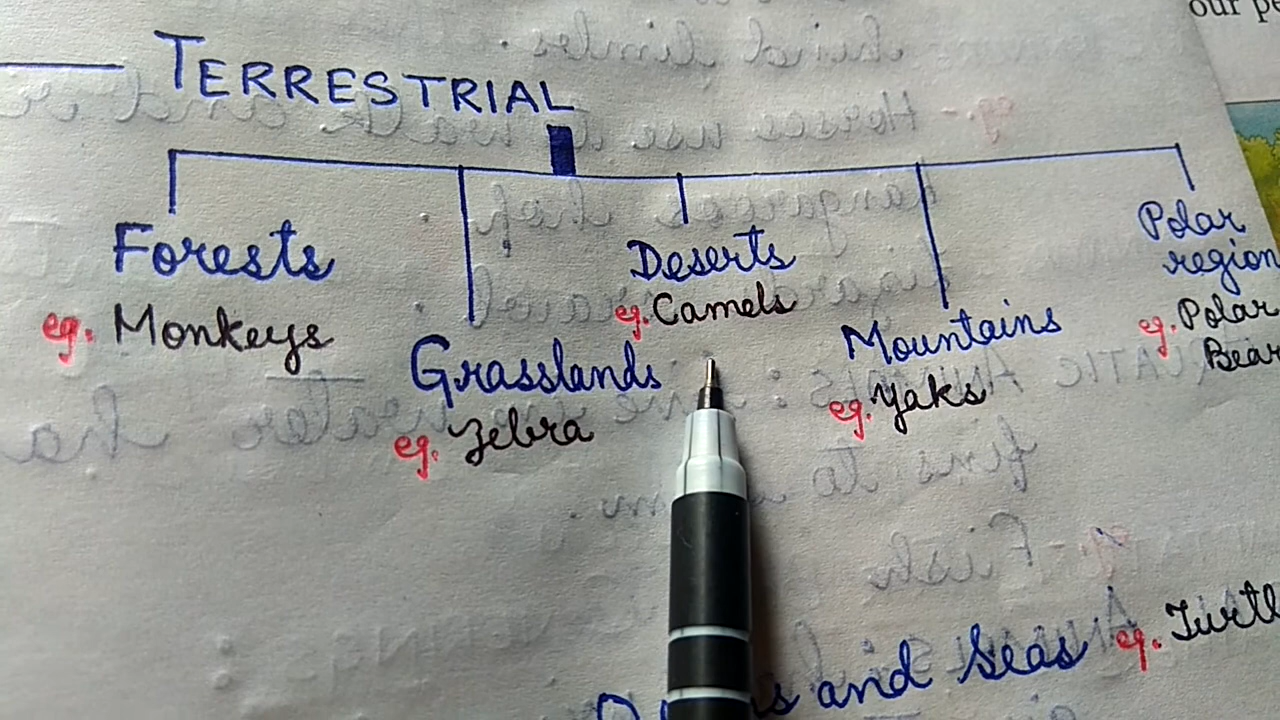 our pe
TERRESTRIAL
Forests
eg. Monkeys
Grasslands
eg. Zebra
Deserts
eg. Camels
Mountains
eg. Yaks
Polar
region
eg. Polar
Bear
and Seas eg. Turtl